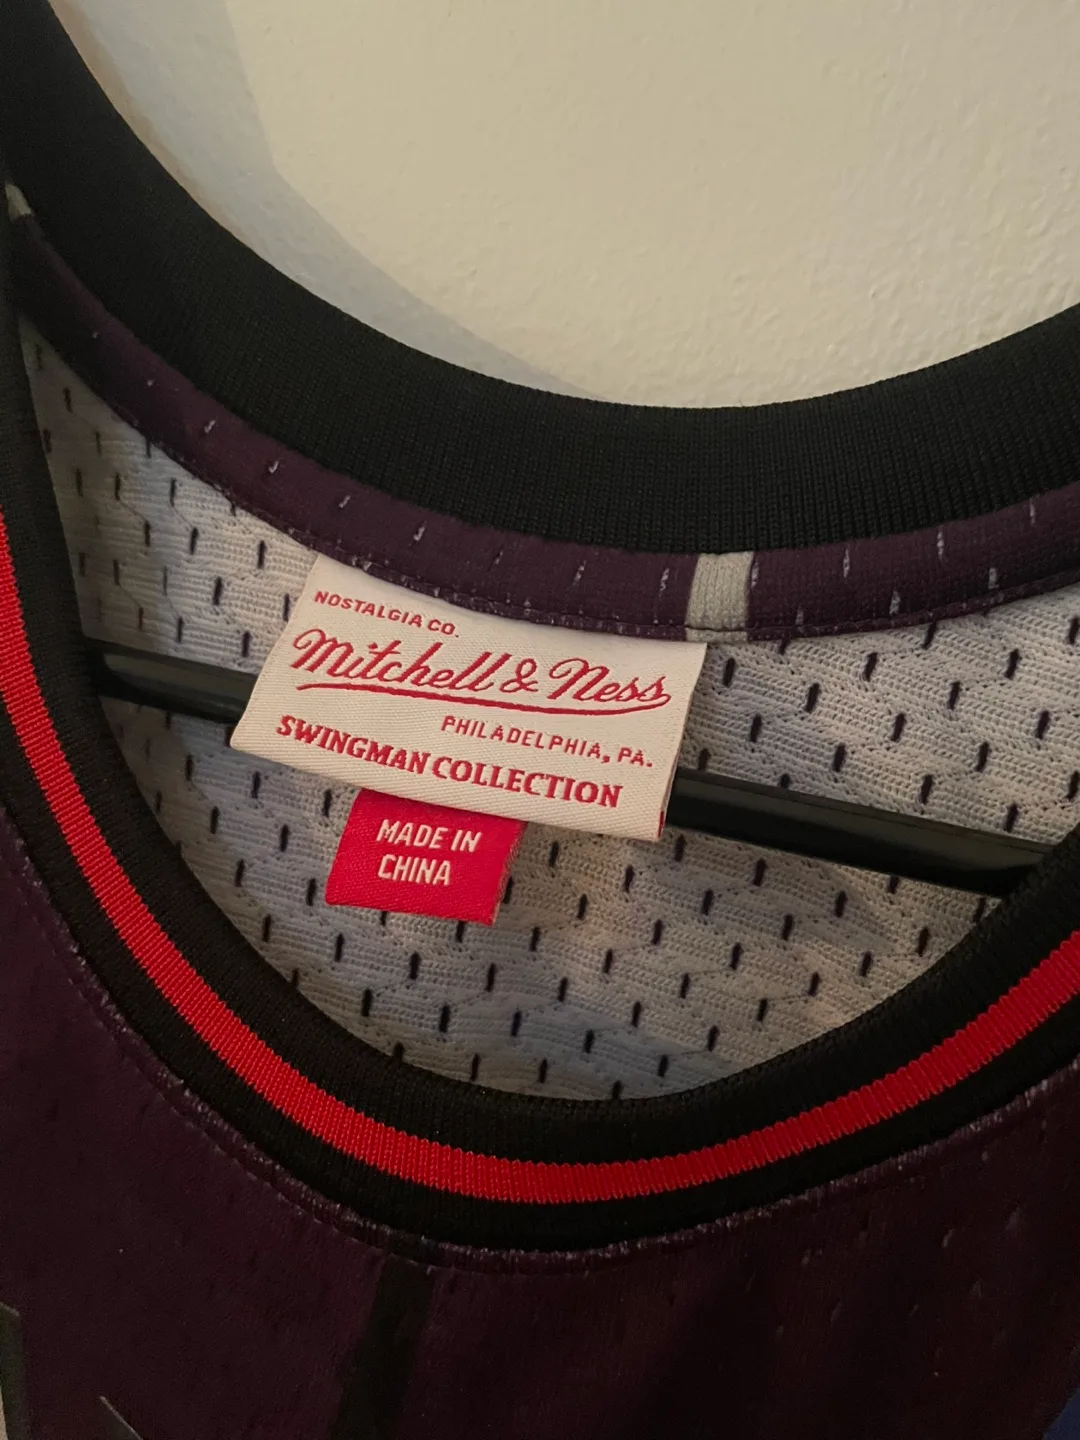 NOSTALGIA CO.
Mitchell & Ness
PHILADELPHIA, PA.
SWINGMAN COLLECTION
MADE IN
CHINA